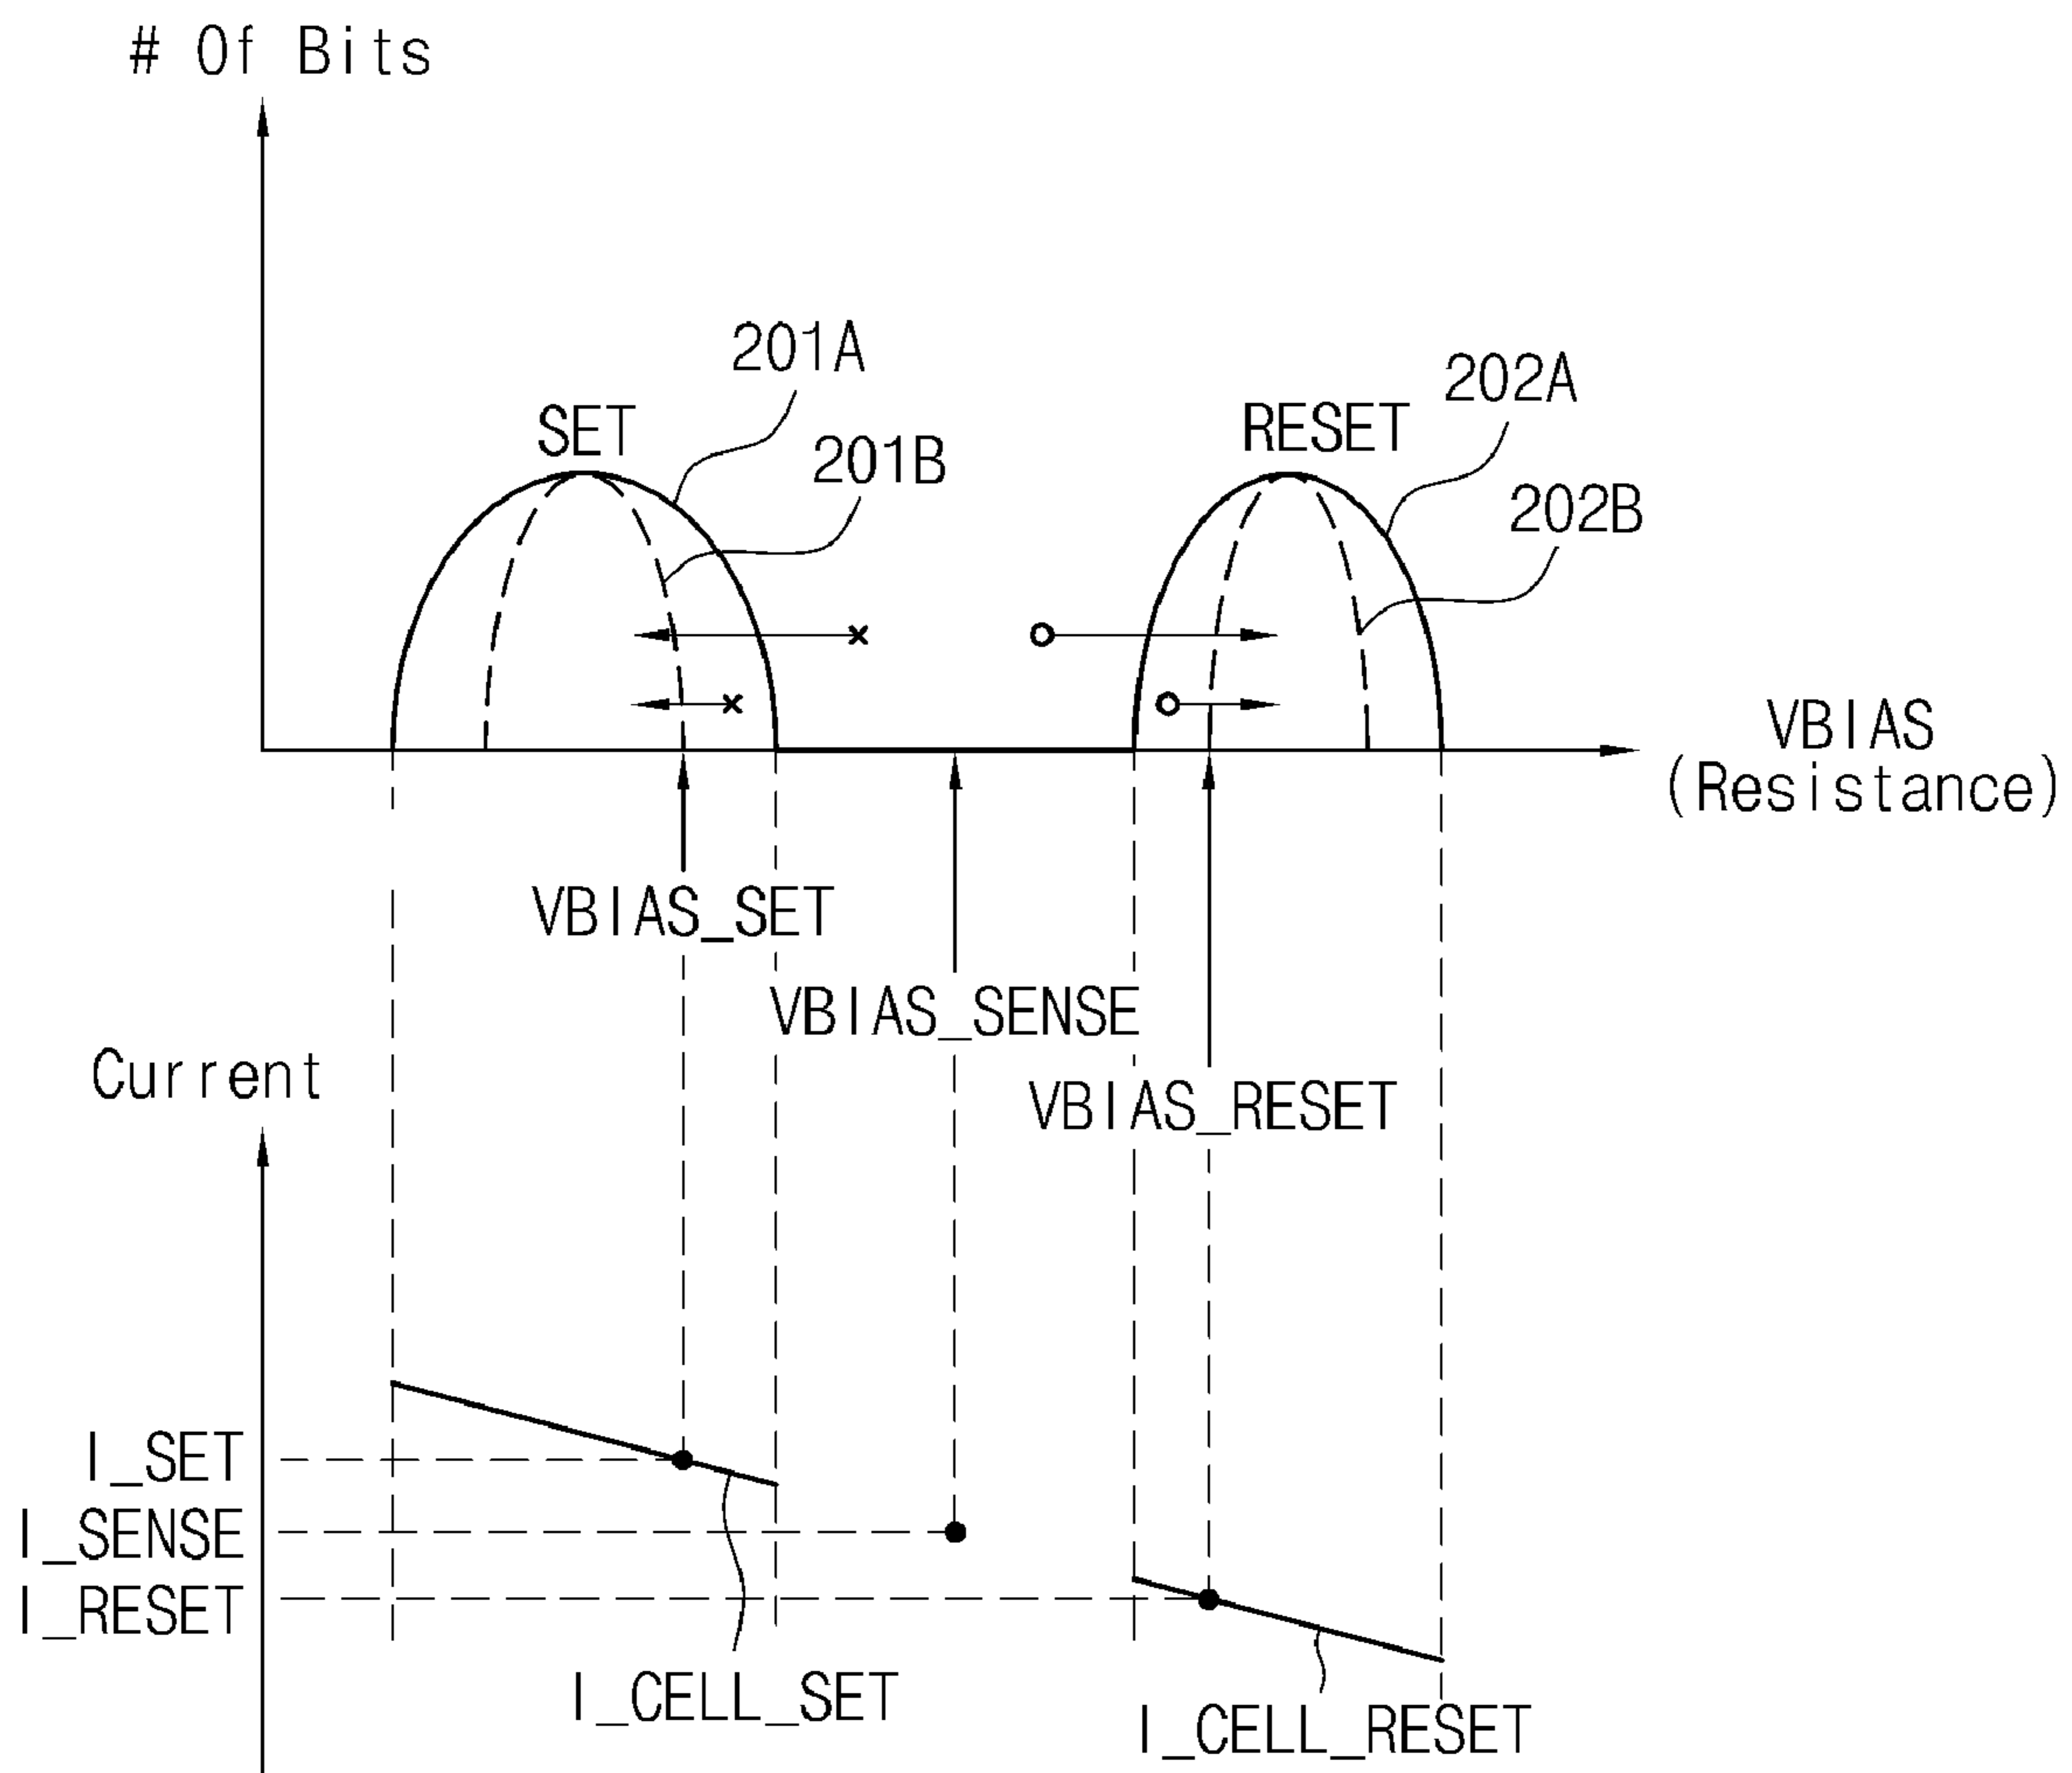 # Of Bits
201A
202A
SET
RESET
201B
202B
VBIAS
(Resistance)
VBIAS_SET
VBIAS_SENSE
Current
VBIAS_RESET
I_SET
I_SENSE
I_RESET
I_CELL_SET
I_CELL_RESET